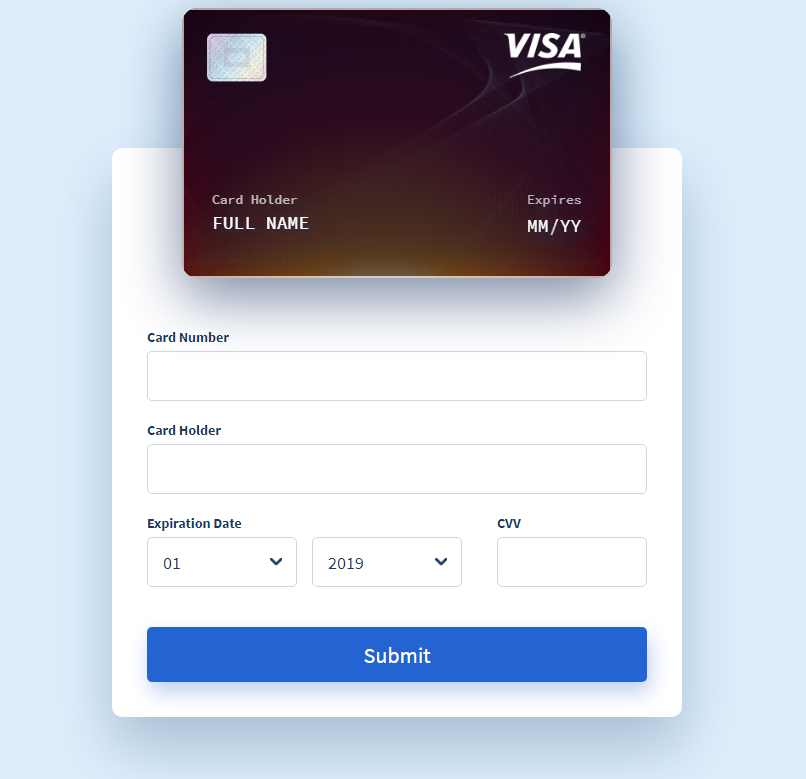 VISA
Card Holder
Expires
FULL NAME
MM/YY
Card Number
Card Holder
Expiration Date
CVV
01
2019
Submit